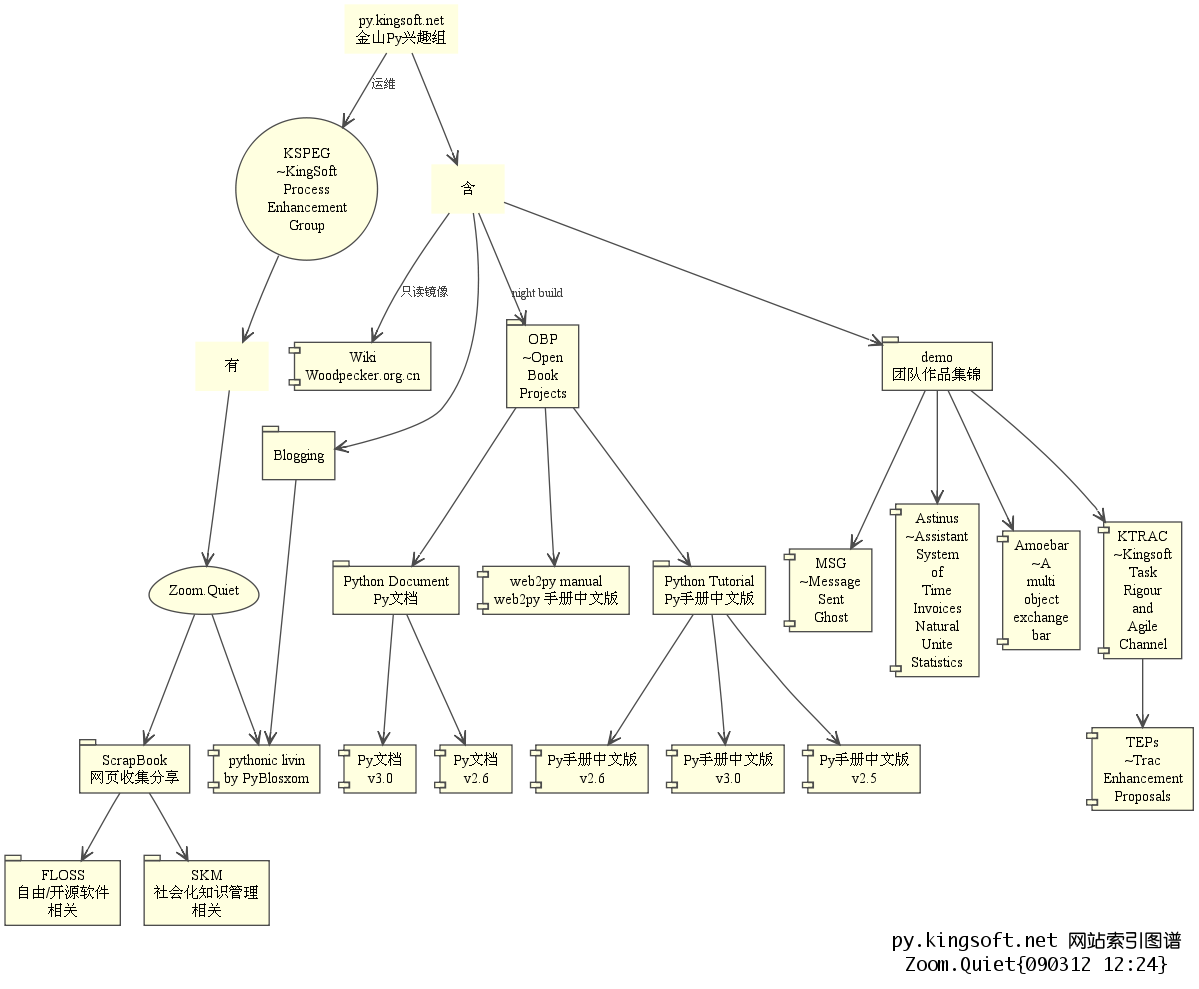 py.kingsoft.net
金山Py兴趣组
运维
KSPEG
~KingSoft
Process
Enhancement
Group
含
只读镜像
night build
有
Wiki
Woodpecker.org.cn
OBP
~Open
Book
Projects
demo
团队作品集锦
Blogging
Zoom.Quiet
Python Document
Py文档
web2py manual
web2py 手册中文版
Python Tutorial
Py手册中文版
MSG
~Message
Sent
Ghost
Astinus
~Assistant
System
of
Time
Invoices
Natural
Unite
Statistics
Amoebar
~A
multi
object
exchange
bar
KTRAC
~Kingsoft
Task
Rigour
and
Agile
Channel
ScrapBook
网页收集分享
pythonic livin
by PyBlosxom
Py文档
v3.0
Py文档
v2.6
Py手册中文版
v2.6
Py手册中文版
v3.0
Py手册中文版
v2.5
TEPs
~Trac
Enhancement
Proposals
FLOSS
自由/开源软件
相关
SKM
社会化知识管理
相关
py.kingsoft.net 网站索引图谱
Zoom.Quiet{090312 12:24}